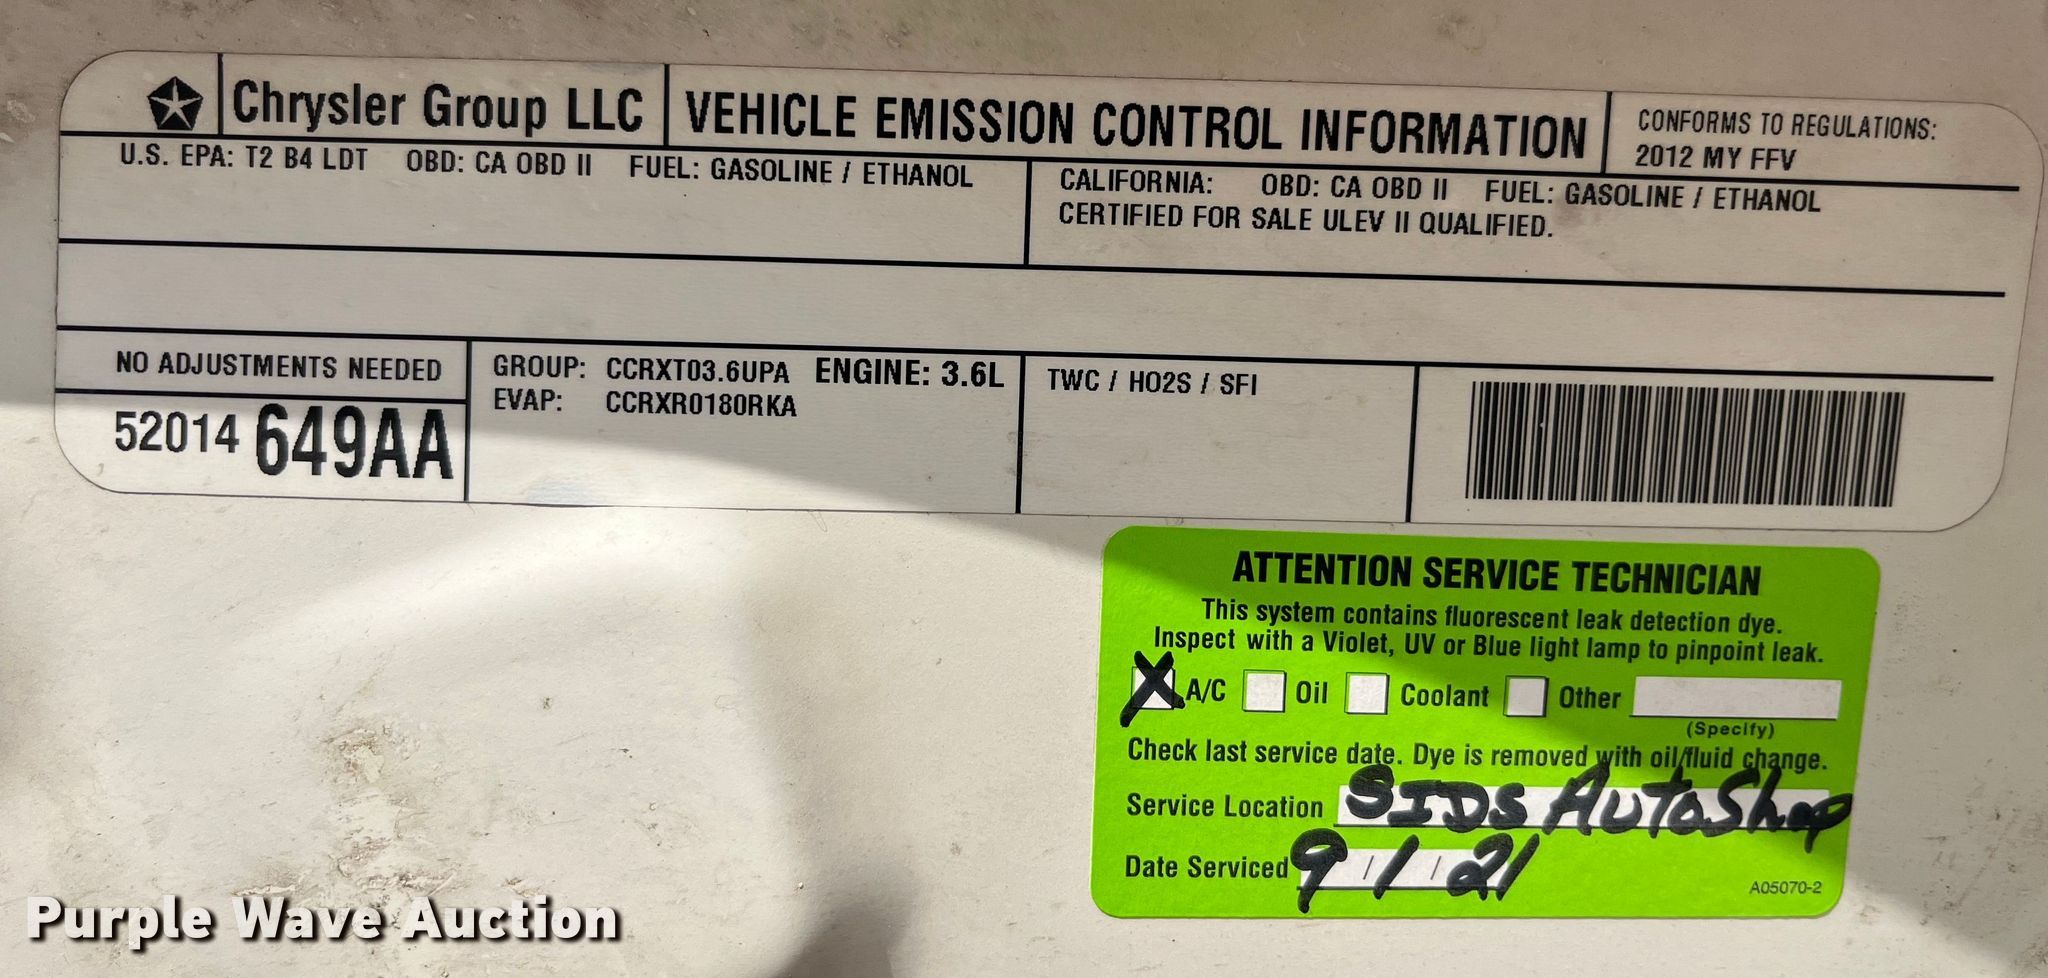 Chrysler Group LLC VEHICLE EMISSION CONTROL INFORMATION
CONFORMS TO REGULATIONS:
2012 MY FFV
U.S. EPA: T2 B4 LDT OBD: CA OBD II FUEL: GASOLINE / ETHANOL
CALIFORNIA: OBD: CA OBD II FUEL: GASOLINE / ETHANOL
CERTIFIED FOR SALE ULEV II QUALIFIED.
NO ADJUSTMENTS NEEDED
52014 649AA
GROUP: CCRXT03.6UPA ENGINE: 3.6L
EVAP: CCRXR0180RKA
TWC / HO2S / SFI
ATTENTION SERVICE TECHNICIAN
This system contains fluorescent leak detection dye.
Inspect with a Violet, UV or Blue light lamp to pinpoint leak.
X A/C Oil Coolant Other
(Specify)
Check last service date. Dye is removed with oil/fluid change.
Service Location SIDS AutoShop
Date Serviced 9/1/21
A05070-2
Purple Wave Auction